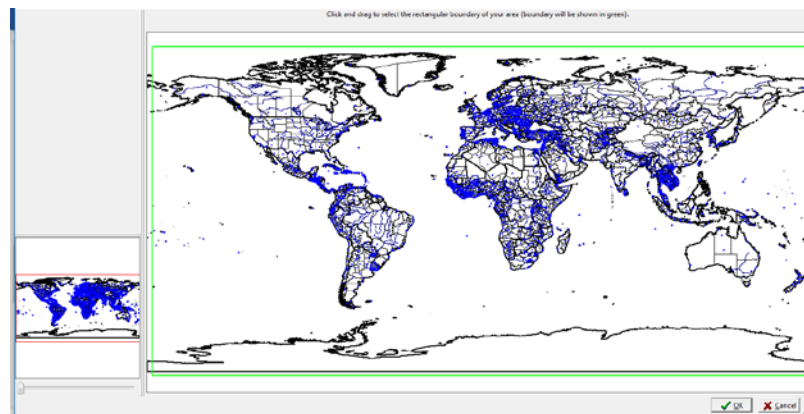 Click and drag to select the rectangular boundary of your area (boundary will be shown in green).
OK
Cancel